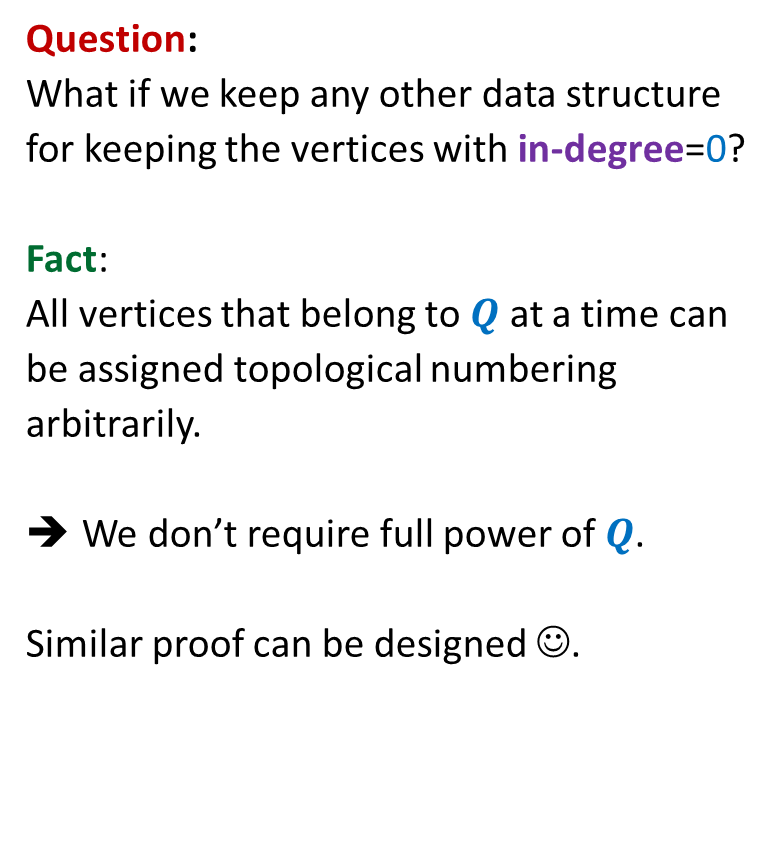 Question:
What if we keep any other data structure
for keeping the vertices with in-degree=0?
Fact:
All vertices that belong to Q at a time can
be assigned topological numbering
arbitrarily.
➔ We don’t require full power of Q.
Similar proof can be designed ☺.